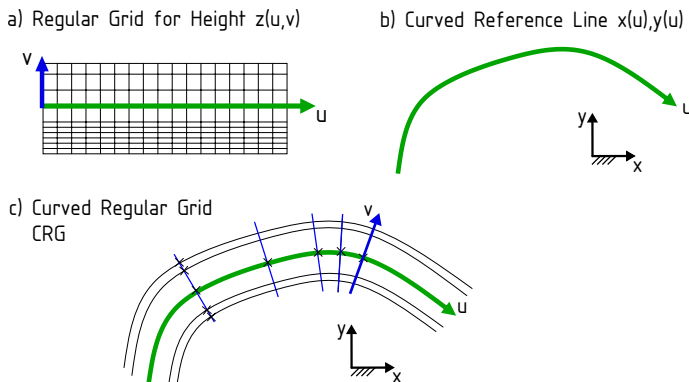 a) Regular Grid for Height z(u,v)
v
u
b) Curved Reference Line x(u),y(u)
u
y
x
c) Curved Regular Grid
CRG
v
u
y
x